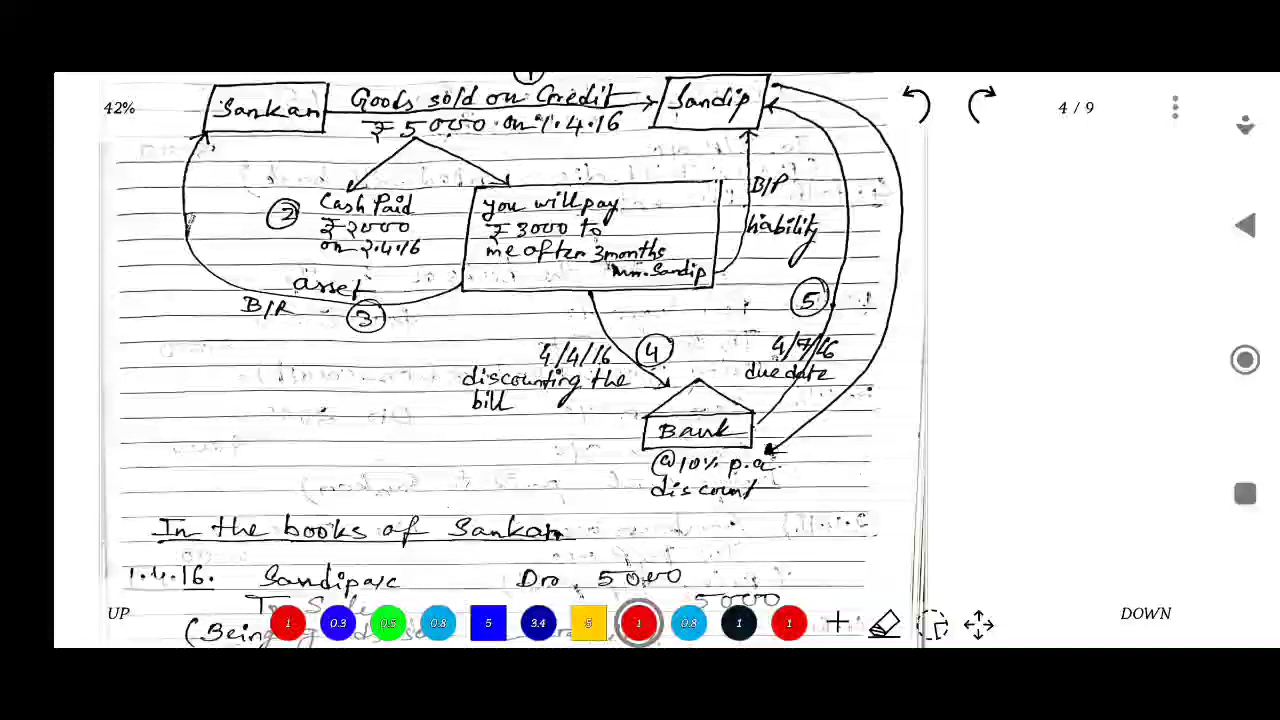 1
42%
Sankar
Goods sold on Credit
Sandip
4 / 9
₹ 5000 on 1.4.16
B/P
2
Cash Paid
₹ 2000
on 2.4.16
you will pay
₹ 3000 to
me after 3 months
Mr. Sandip
liability
asset
B/R
3
5
4/4/16
4
4/7/16
discounting the
bill
due date
Bank
@ 10% p.a.
discount
In the books of Sankar
1.4.16. Sandip a/c Dr. 5000
5000
UP
1
0.3
0.5
0.8
5
3.4
5
1
0.8
1
1
DOWN
(Being